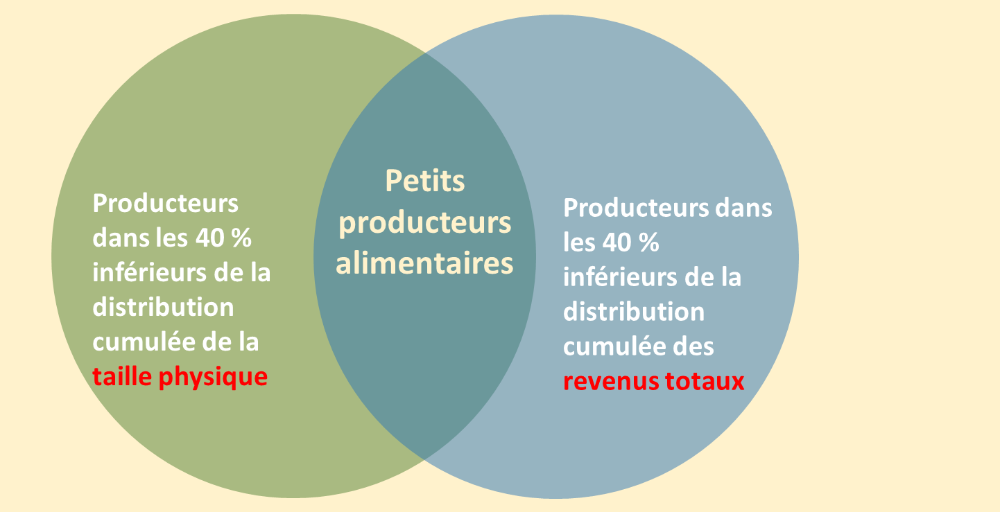 Producteurs
dans les 40 %
inférieurs de la
distribution
cumulée de la
taille physique
Petits
producteurs
alimentaires
Producteurs dans
les 40 %
inférieurs de la
distribution
cumulée des
revenus totaux